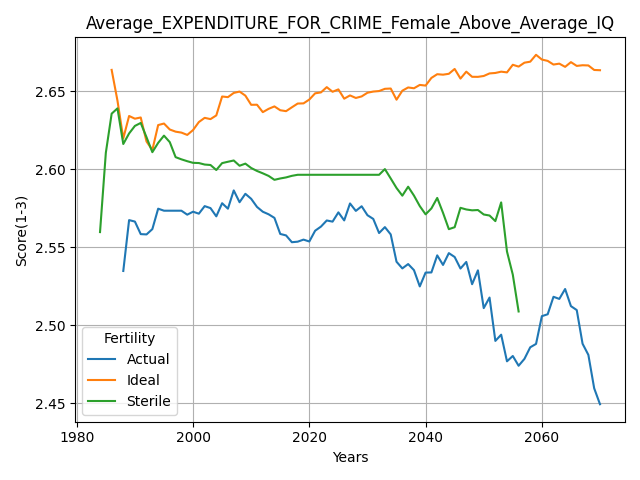 Average_EXPENDITURE_FOR_CRIME_Female_Above_Average_IQ
Score(1-3)
2.65
2.60
2.55
2.50
2.45
Fertility
Actual
Ideal
Sterile
1980 2000 2020 2040 2060
Years